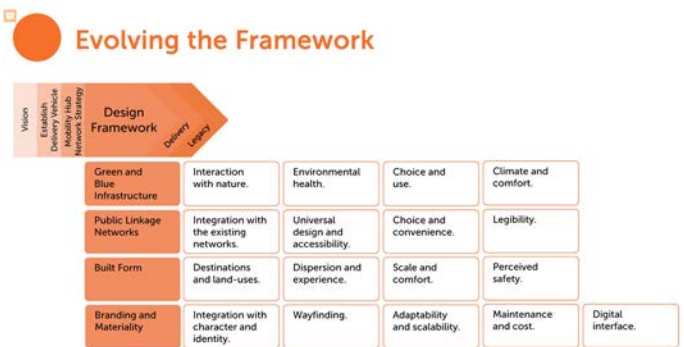 Evolving the Framework
Vision
Establish
Delivery Vehicle
Mobility Hub
Network Strategy
Design
Framework
Delivery
Legacy
Green and
Blue
Infrastructure
Interaction
with nature.
Environmental
health.
Choice and
use.
Climate and
comfort.
Public Linkage
Networks
Integration with
the existing
networks.
Universal
design and
accessibility.
Choice and
convenience.
Legibility.
Built Form
Destinations
and land-uses.
Dispersion and
experience.
Scale and
comfort.
Perceived
safety.
Branding and
Materiality
Integration with
character and
identity.
Wayfinding.
Adaptability
and scalability.
Maintenance
and cost.
Digital
interface.